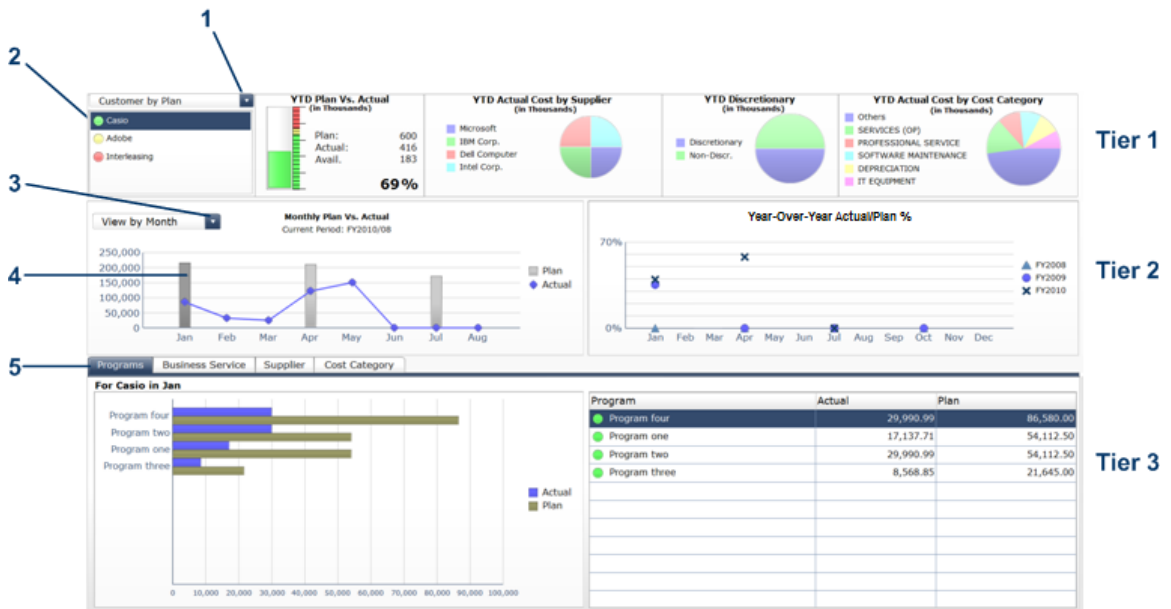 1
2
3
4
5
Customer by Plan
Casio
Adobe
Interleasing
YTD Plan Vs. Actual
(in Thousands)
Plan: 600
Actual: 416
Avail. 183
69%
YTD Actual Cost by Supplier
(in Thousands)
Microsoft
IBM Corp.
Dell Computer
Intel Corp.
YTD Discretionary
(in Thousands)
Discretionary
Non-Discr.
YTD Actual Cost by Cost Category
(in Thousands)
Others
SERVICES (OP)
PROFESSIONAL SERVICE
SOFTWARE MAINTENANCE
DEPRECIATION
IT EQUIPMENT
Tier 1
View by Month
Monthly Plan Vs. Actual
Current Period: FY2010/08
250,000
200,000
150,000
100,000
50,000
0
Jan Feb Mar Apr May Jun Jul Aug
Plan
Actual
Year-Over-Year Actual/Plan %
70%
0%
Jan Feb Mar Apr May Jun Jul Aug Sep Oct Nov Dec
FY2008
FY2009
FY2010
Tier 2
Programs Business Service Supplier Cost Category
For Casio in Jan
Program four
Program two
Program one
Program three
0 10,000 20,000 30,000 40,000 50,000 60,000 70,000 80,000 90,000 100,000
Actual
Plan
Program Actual Plan
Program four 29,990.99 86,580.00
Program one 17,137.71 54,112.50
Program two 29,990.99 54,112.50
Program three 8,568.85 21,645.00
Tier 3